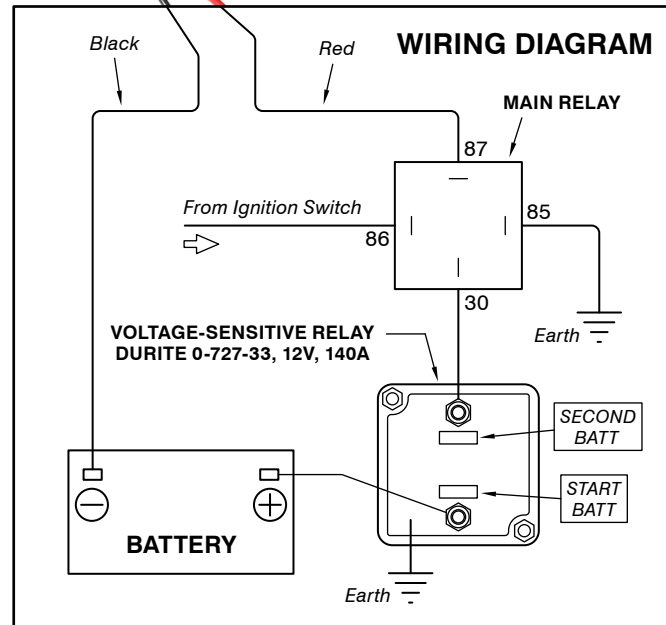 WIRING DIAGRAM
Black
Red
MAIN RELAY
87
From Ignition Switch
86
85
30
Earth
VOLTAGE-SENSITIVE RELAY
DURITE 0-727-33, 12V, 140A
SECOND
BATT
START
BATT
BATTERY
Earth